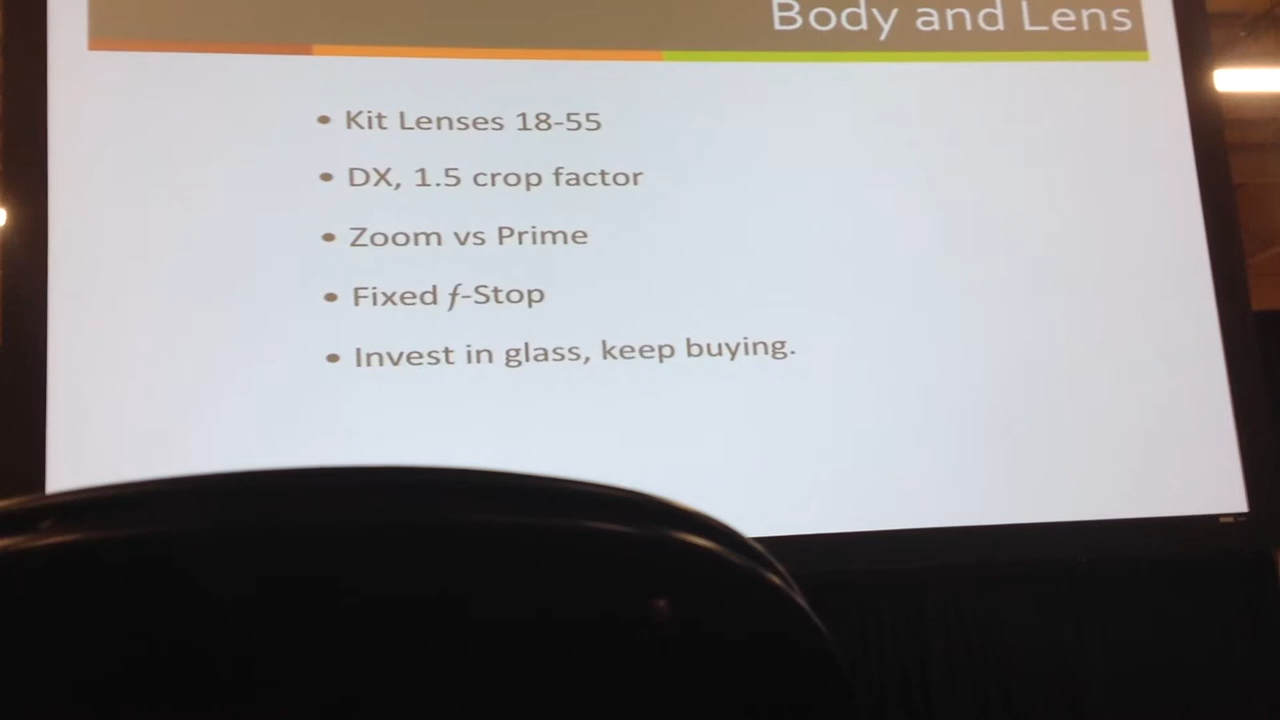 Body and Lens
• Kit Lenses 18-55
• DX, 1.5 crop factor
• Zoom vs Prime
• Fixed f-Stop
• Invest in glass, keep buying.